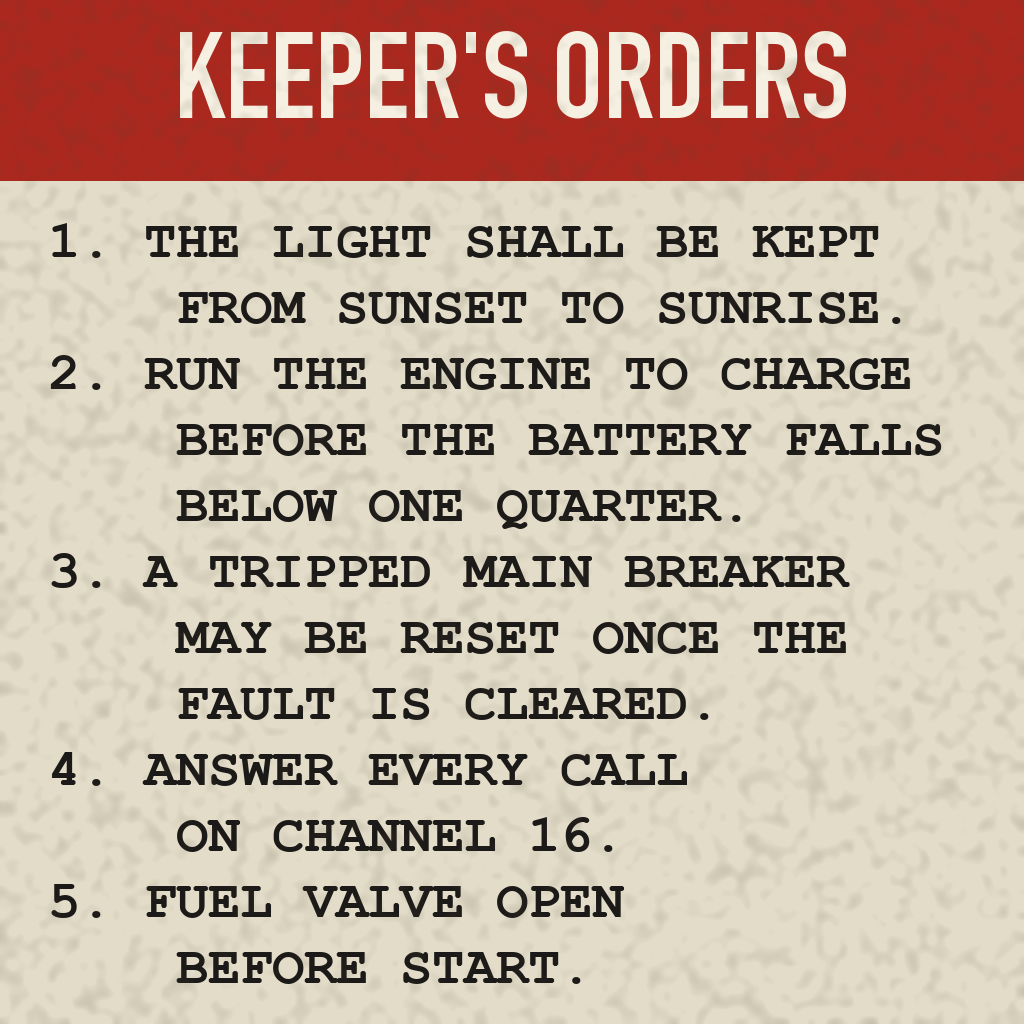 KEEPER'S ORDERS
1. THE LIGHT SHALL BE KEPT
FROM SUNSET TO SUNRISE.
2. RUN THE ENGINE TO CHARGE
BEFORE THE BATTERY FALLS
BELOW ONE QUARTER.
3. A TRIPPED MAIN BREAKER
MAY BE RESET ONCE THE
FAULT IS CLEARED.
4. ANSWER EVERY CALL
ON CHANNEL 16.
5. FUEL VALVE OPEN
BEFORE START.